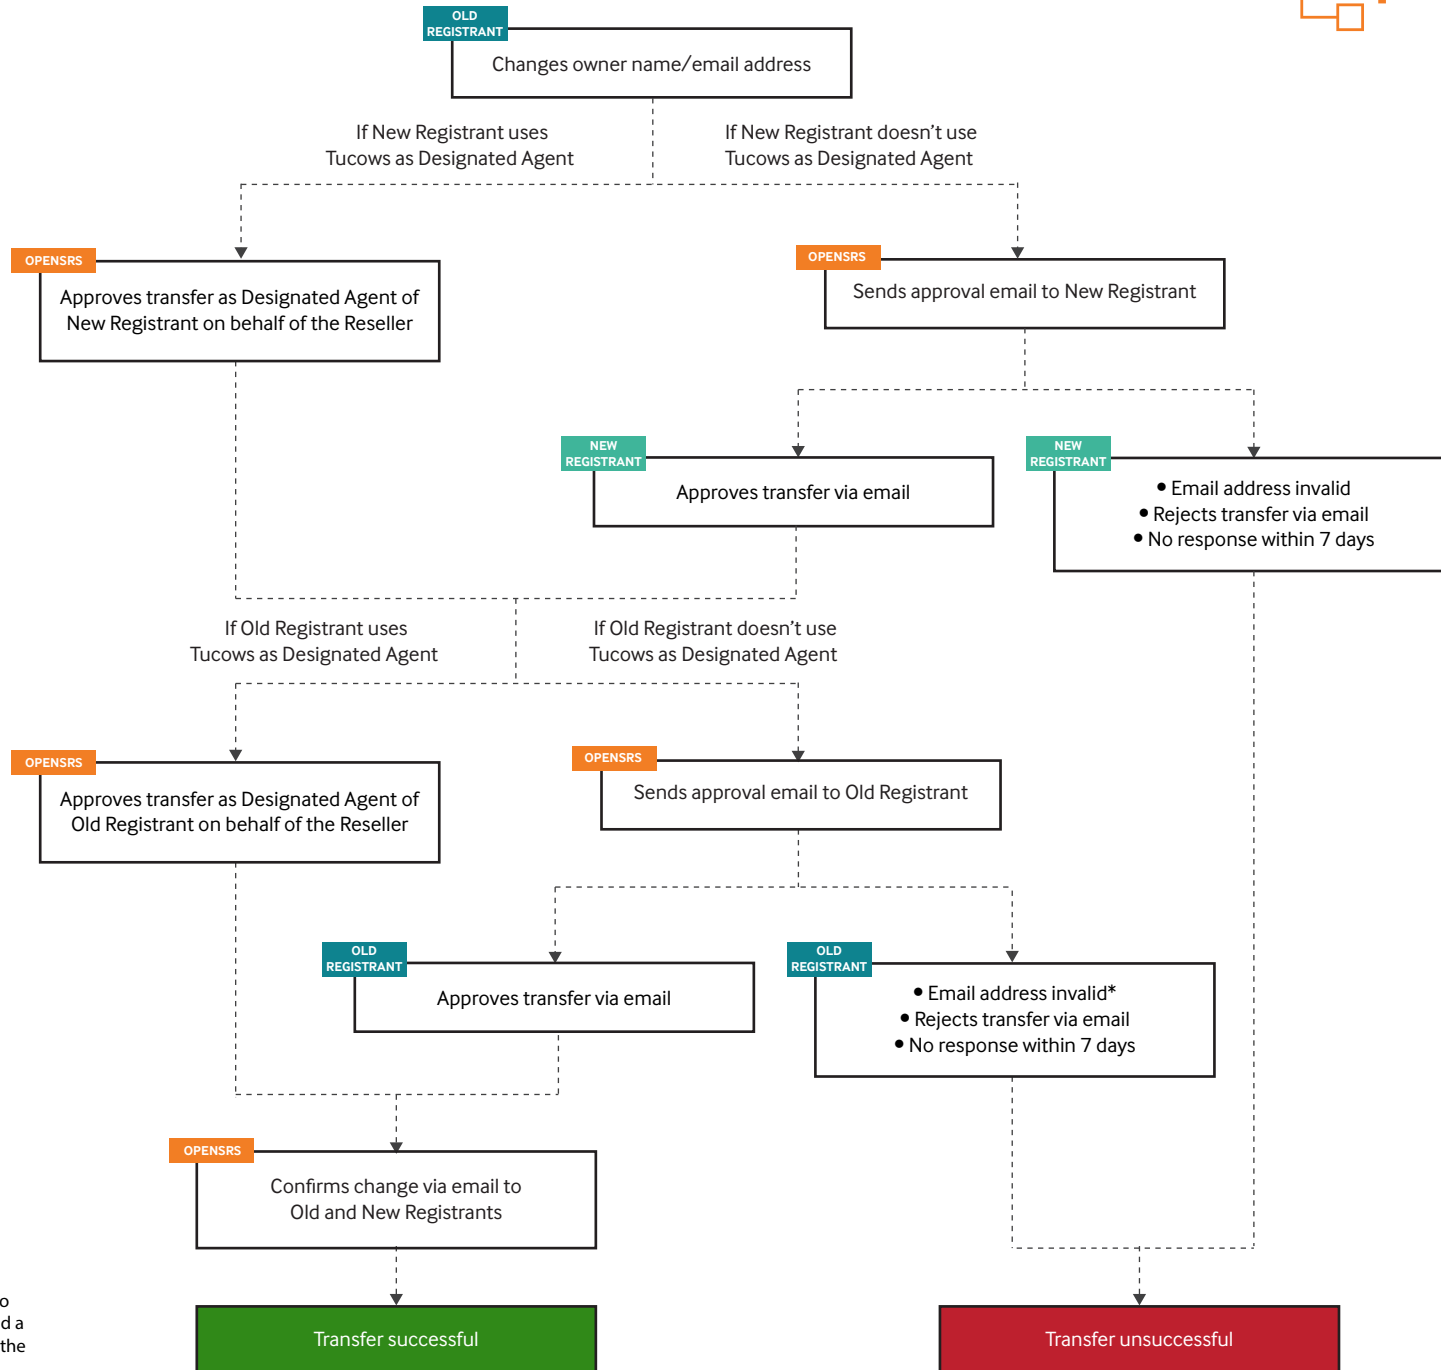 OLD
REGISTRANT
Changes owner name/email address
If New Registrant uses
Tucows as Designated Agent
If New Registrant doesn't use
Tucows as Designated Agent
OPENSRS
Approves transfer as Designated Agent of
New Registrant on behalf of the Reseller
OPENSRS
Sends approval email to New Registrant
NEW
REGISTRANT
Approves transfer via email
NEW
REGISTRANT
• Email address invalid
• Rejects transfer via email
• No response within 7 days
If Old Registrant uses
Tucows as Designated Agent
If Old Registrant doesn't use
Tucows as Designated Agent
OPENSRS
Approves transfer as Designated Agent of
Old Registrant on behalf of the Reseller
OPENSRS
Sends approval email to Old Registrant
OLD
REGISTRANT
Approves transfer via email
OLD
REGISTRANT
• Email address invalid*
• Rejects transfer via email
• No response within 7 days
OPENSRS
Confirms change via email to
Old and New Registrants
a
the
Transfer successful
Transfer unsuccessful